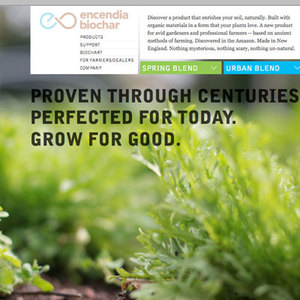 encendia
biochar
PRODUCTS
SUPPORT
BIOCHAR?
FOR FARMERS/DEALERS
COMPANY
Discover a product that enriches your soil, naturally. Built with
organic materials in a form that your plants love. A new product
for avid gardeners and professional farmers — based on ancient
methods of farming. Discovered in the Amazon. Made in New
England. Nothing mysterious, nothing scary, nothing un-natural.
SPRING BLEND
URBAN BLEND
PROVEN THROUGH CENTURIES
PERFECTED FOR TODAY.
GROW FOR GOOD.